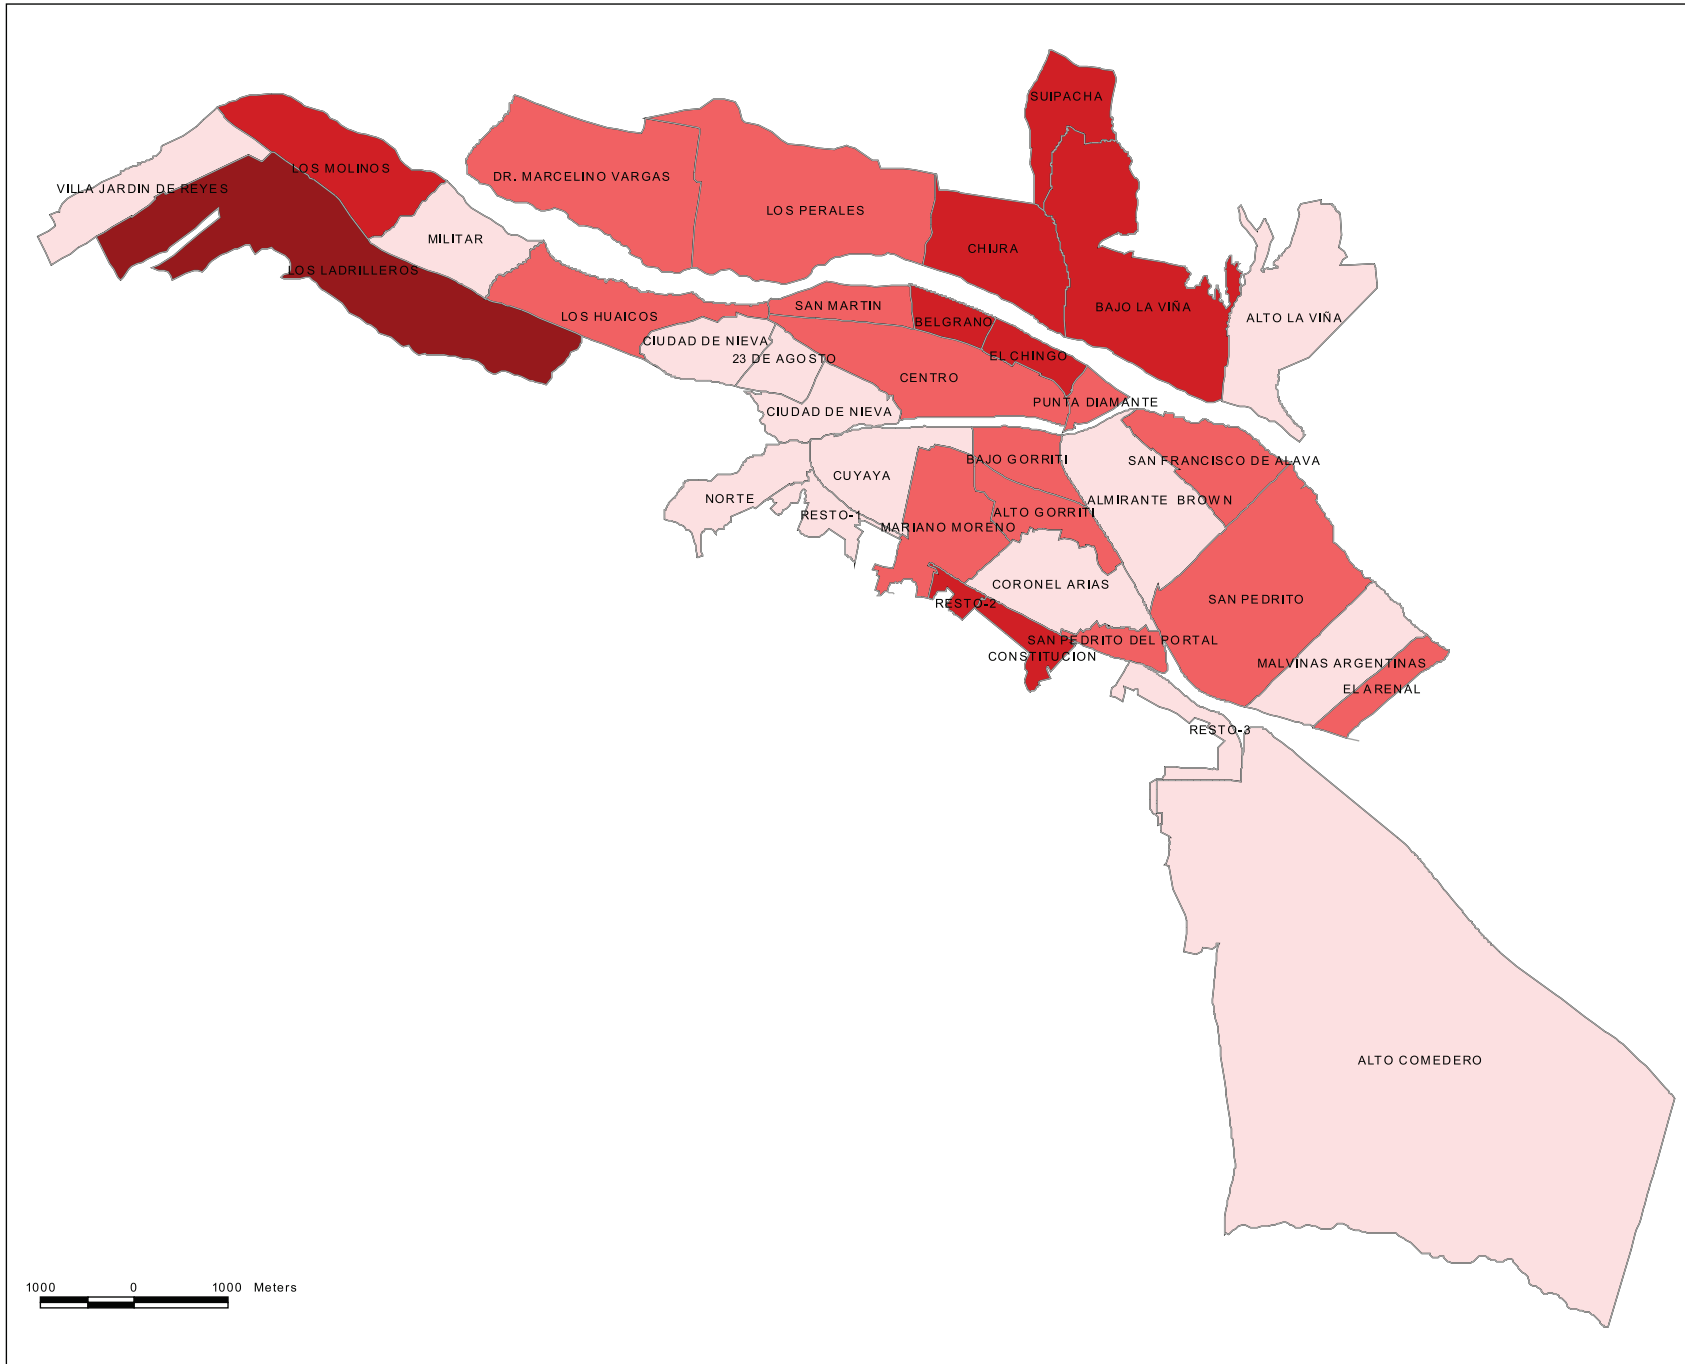 SUIPACHA
LOS MOLINOS
VILLA JARDIN DE REYES
DR. MARCELINO VARGAS
LOS PERALES
MILITAR
CHIJRA
LOS LADRILLEROS
BAJO LA VIÑA
ALTO LA VIÑA
LOS HUAICOS
SAN MARTIN
BELGRANO
CIUDAD DE NIEVA
23 DE AGOSTO
EL CHINGO
CENTRO
PUNTA DIAMANTE
CIUDAD DE NIEVA
BAJO GORRITI
SAN FRANCISCO DE ALAVA
CUYAYA
NORTE
ALMIRANTE BROWN
RESTO-1
ALTO GORRITI
MARIANO MORENO
CORONEL ARIAS
RESTO-2
SAN PEDRITO
SAN PEDRITO DEL PORTAL
CONSTITUCION
MALVINAS ARGENTINAS
EL ARENAL
RESTO-3
ALTO COMEDERO
1000 0 1000 Meters